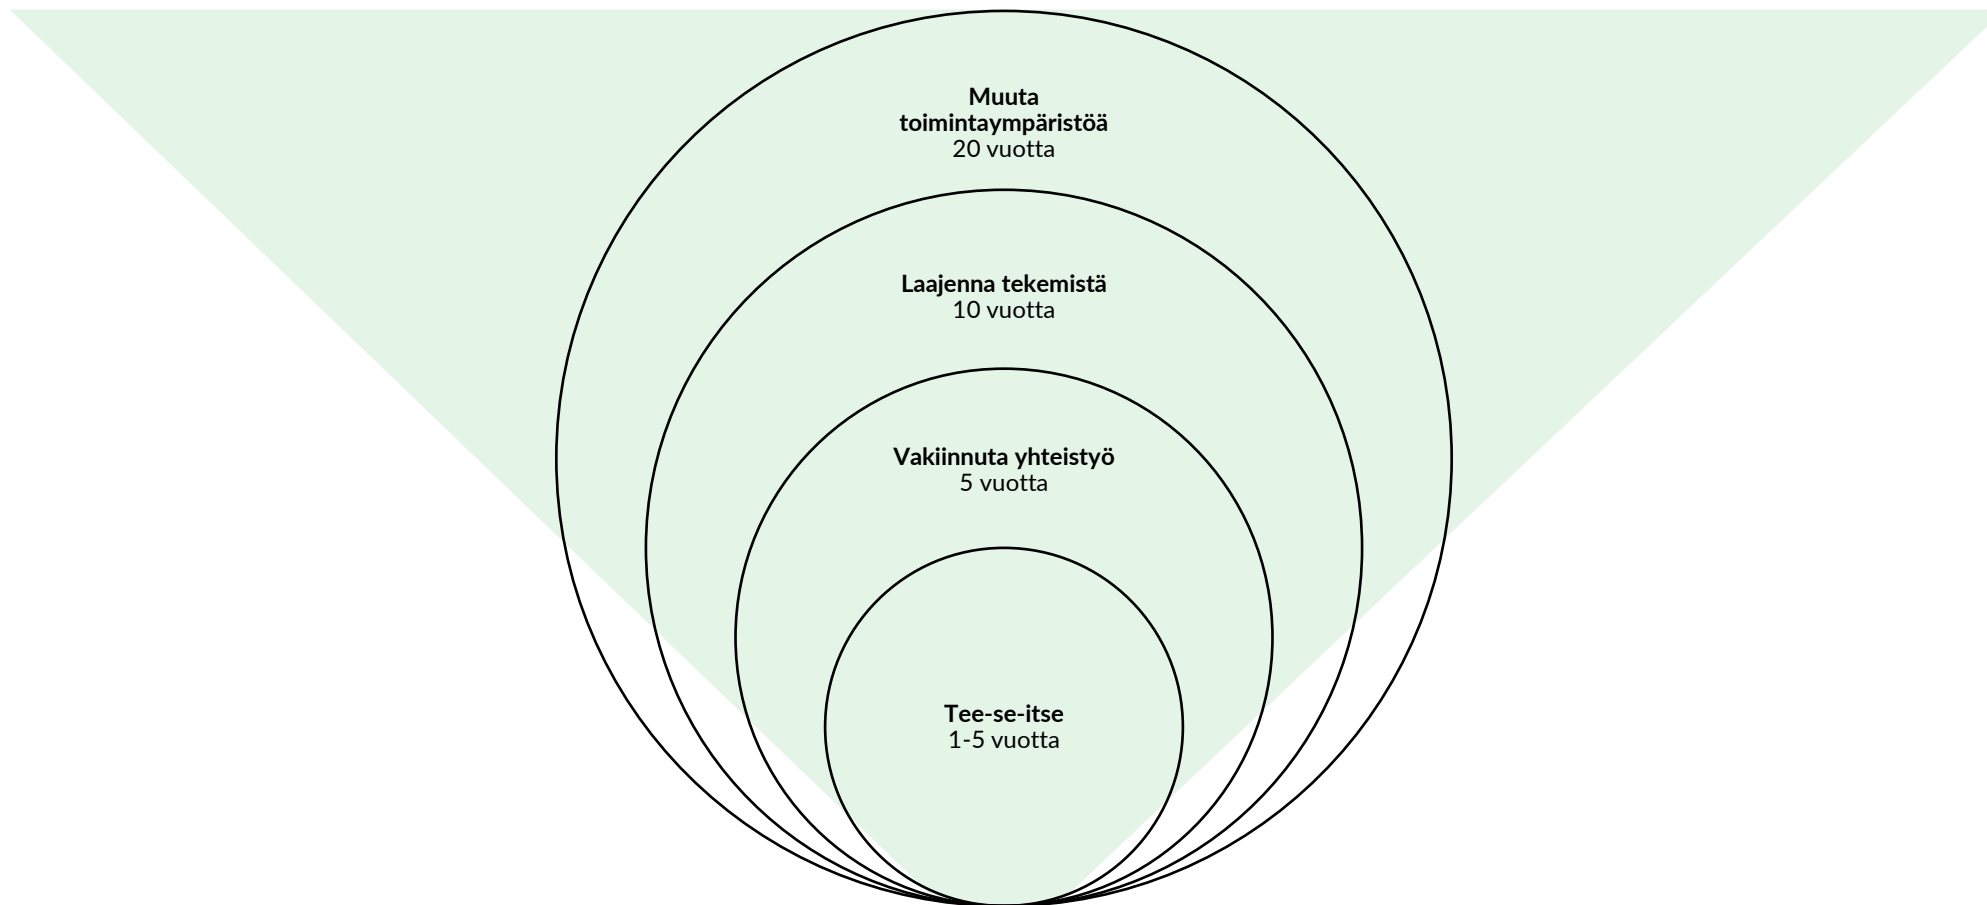 Muuta
toimintaympäristöä
20 vuotta
Laajenna tekemistä
10 vuotta
Vakiinnuta yhteistyö
5 vuotta
Tee-se-itse
1-5 vuotta